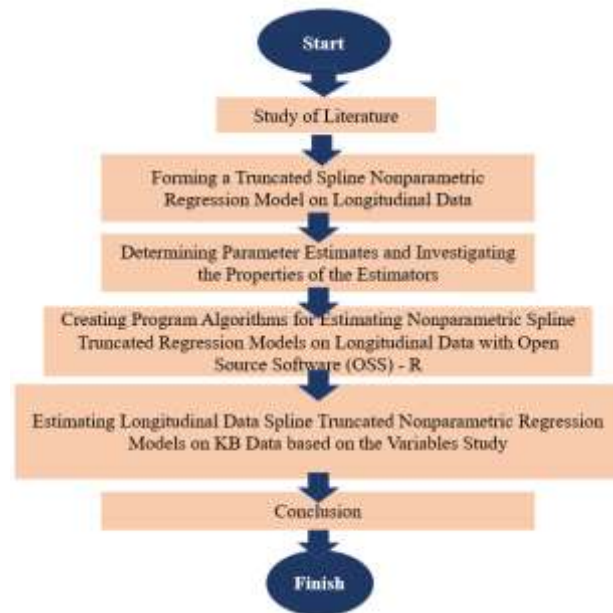 Start
Study of Literature
Forming a Truncated Spline Nonparametric
Regression Model on Longitudinal Data
Determining Parameter Estimates and Investigating
the Properties of the Estimators
Creating Program Algorithms for Estimating Nonparametric Spline
Truncated Regression Models on Longitudinal Data with Open
Source Software (OSS) - R
Estimating Longitudinal Data Spline Truncated Nonparametric Regression
Models on KB Data based on the Variables Study
Conclusion
Finish